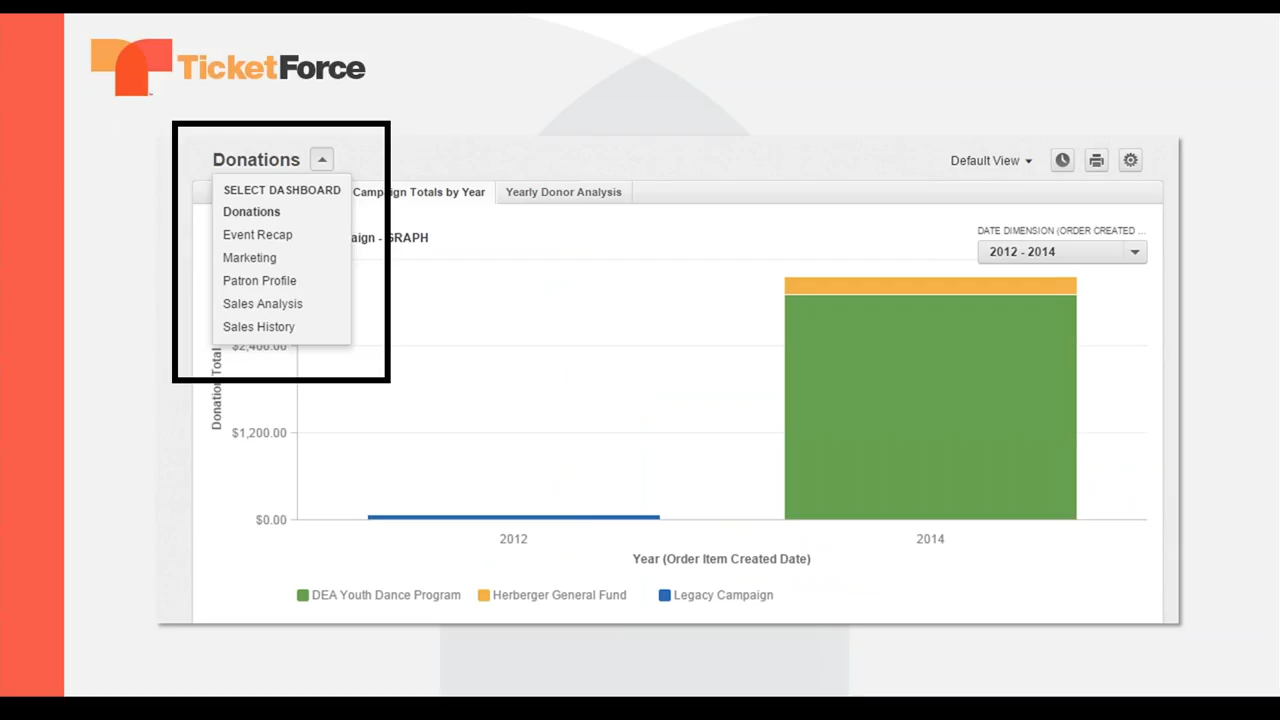 TicketForce
Donations
Default View
SELECT DASHBOARD
Campaign Totals by Year
Yearly Donor Analysis
Donations
Event Recap
Marketing
Patron Profile
Sales Analysis
Sales History
aign - GRAPH
DATE DIMENSION (ORDER CREATED ...
2012 - 2014
Donation Total
$2,400.00
$1,200.00
$0.00
2012
2014
Year (Order Item Created Date)
DEA Youth Dance Program
Herberger General Fund
Legacy Campaign